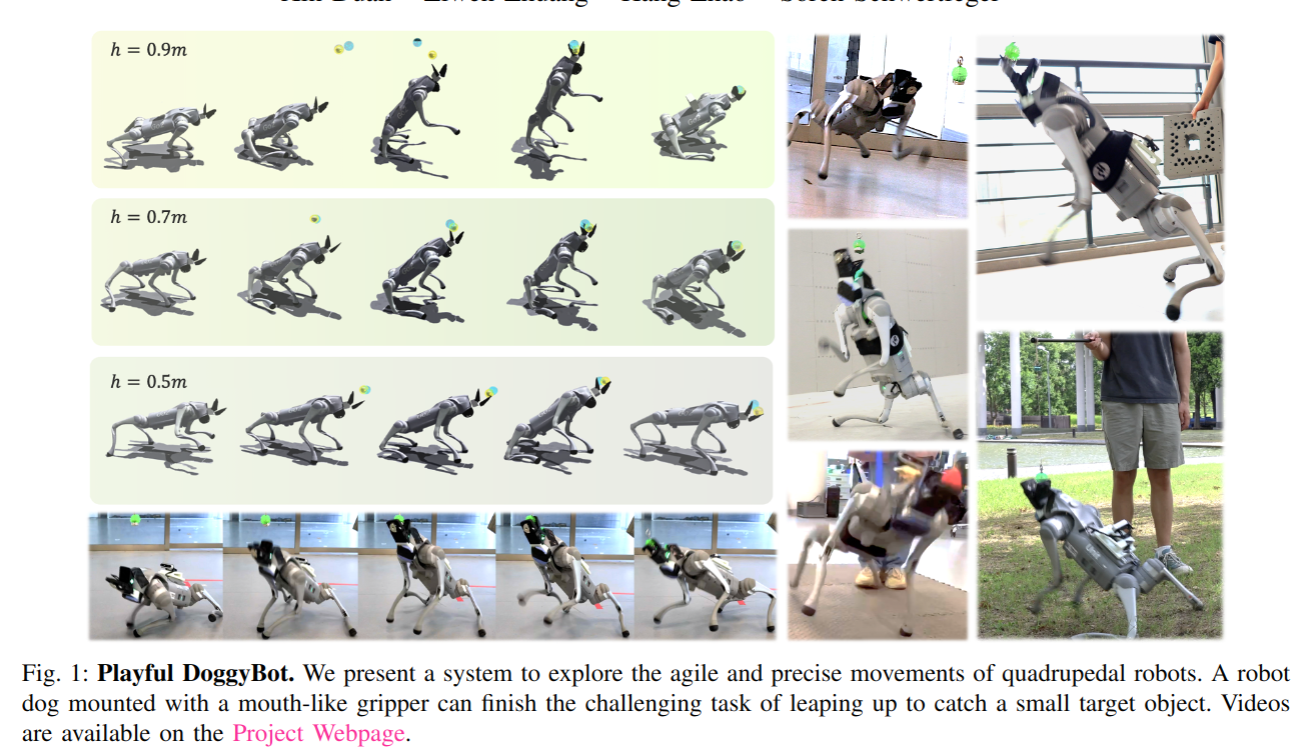 h = 0.9m
h = 0.7m
h = 0.5m
Fig. 1: Playful DoggyBot. We present a system to explore the agile and precise movements of quadrupedal robots. A robot
dog mounted with a mouth-like gripper can finish the challenging task of leaping up to catch a small target object. Videos
are available on the Project Webpage.